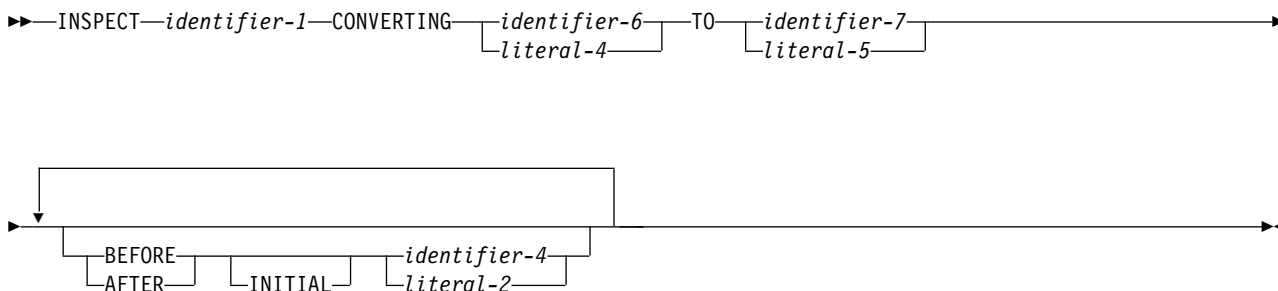 INSPECT identifier-1 CONVERTING identifier-6 TO identifier-7
literal-4 literal-5
BEFORE identifier-4
AFTER INITIAL literal-2